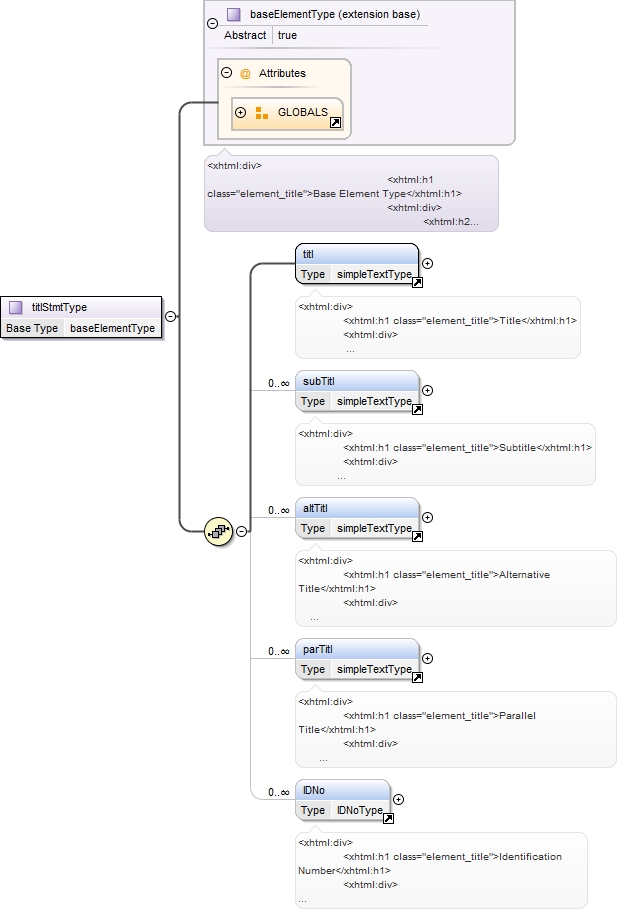 baseElementType (extension base)
Abstract true
@ Attributes
GLOBALS
<xhtml:div>
<xhtml:h1
class="element_title">Base Element Type</xhtml:h1>
<xhtml:div>
<xhtml:h2...
titlStmtType
Base Type baseElementType
titl
Type simpleTextType
<xhtml:div>
<xhtml:h1 class="element_title">Title</xhtml:h1>
<xhtml:div>
...
0..∞
subTitl
Type simpleTextType
<xhtml:div>
<xhtml:h1 class="element_title">Subtitle</xhtml:h1>
<xhtml:div>
...
0..∞
altTitl
Type simpleTextType
<xhtml:div>
<xhtml:h1 class="element_title">Alternative
Title</xhtml:h1>
<xhtml:div>
...
0..∞
parTitl
Type simpleTextType
<xhtml:div>
<xhtml:h1 class="element_title">Parallel
Title</xhtml:h1>
<xhtml:div>
...
0..∞
IDNo
Type IDNoType
<xhtml:div>
<xhtml:h1 class="element_title">Identification
Number</xhtml:h1>
<xhtml:div>
...